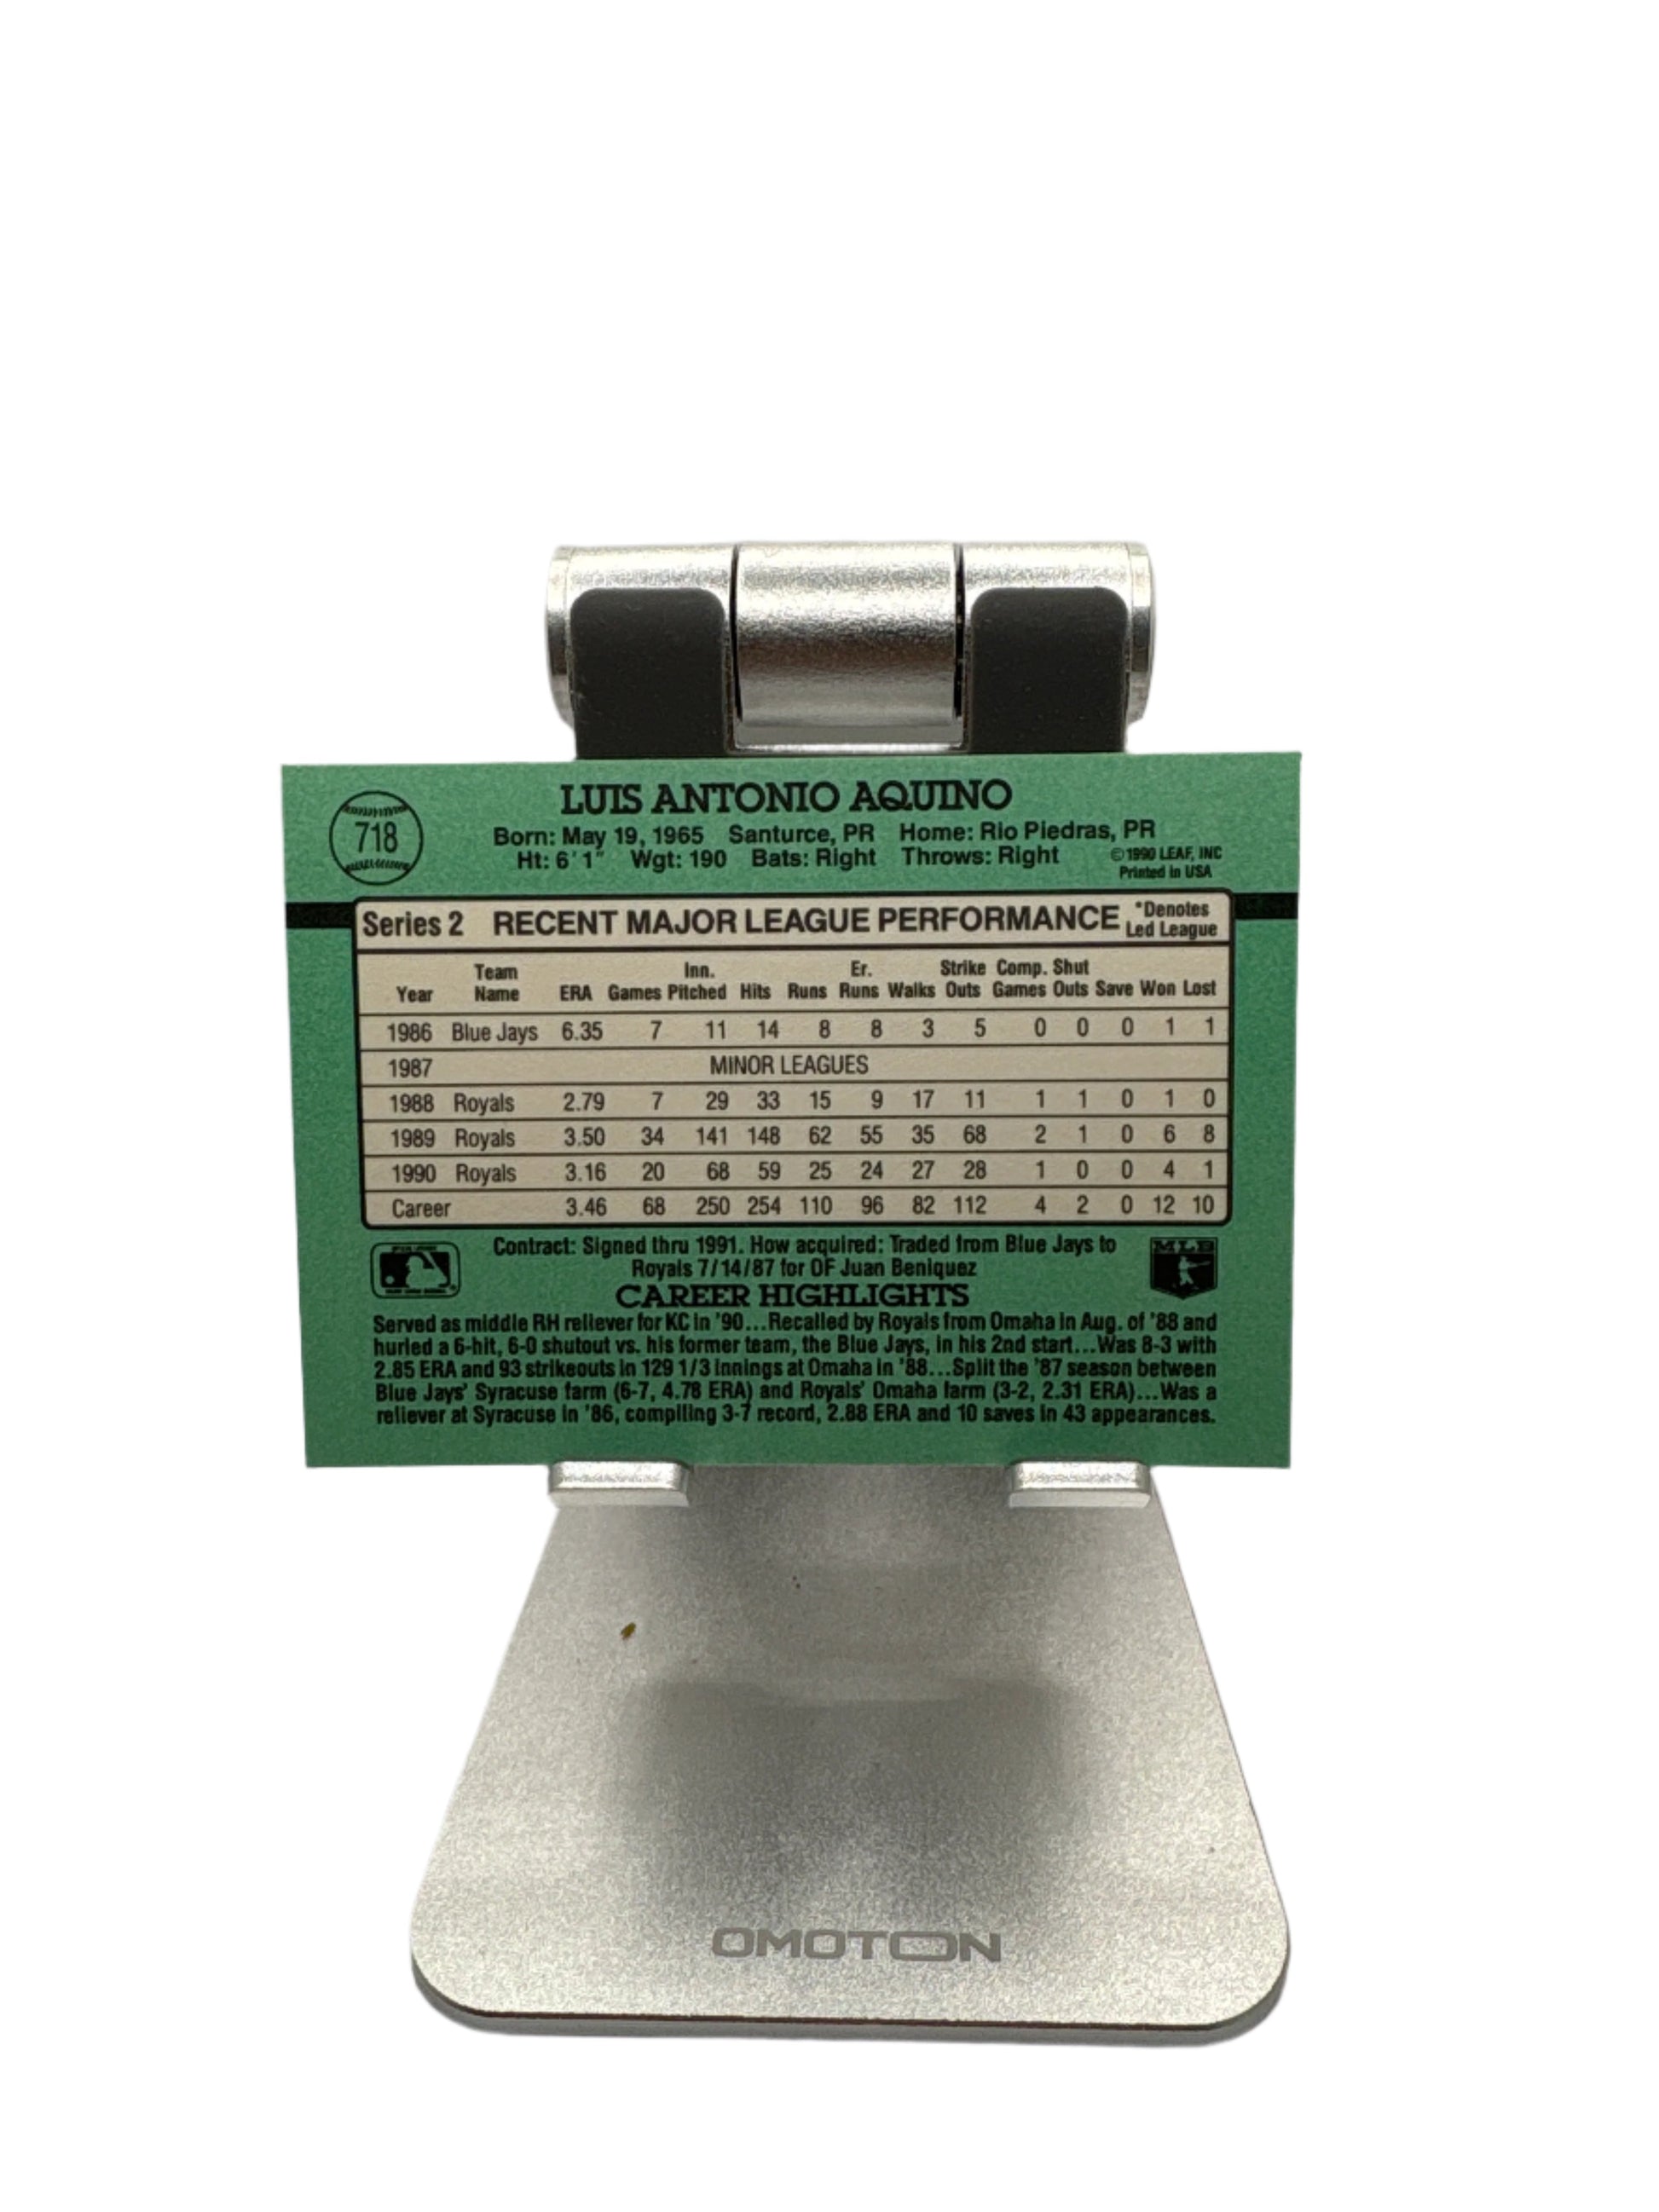 718
LUIS ANTONIO AQUINO
Born: May 19, 1965 Santurce, PR Home: Rio Piedras, PR
Ht: 6'1" Wgt: 190 Bats: Right Throws: Right
©1990 LEAF, INC
Printed in USA
Series 2 RECENT MAJOR LEAGUE PERFORMANCE *Denotes
Led League
Team Inn. Er. Strike Comp. Shut
Year Name ERA Games Pitched Hits Runs Runs Walks Outs Games Outs Save Won Lost
1986 Blue Jays 6.35 7 11 14 8 8 3 5 0 0 0 1 1
1987 MINOR LEAGUES
1988 Royals 2.79 7 29 33 15 9 17 11 1 1 0 1 0
1989 Royals 3.50 34 141 148 62 55 35 68 2 1 0 6 8
1990 Royals 3.16 20 68 59 25 24 27 28 1 0 0 4 1
Career 3.46 68 250 254 110 96 82 112 4 2 0 12 10
Contract: Signed thru 1991. How acquired: Traded from Blue Jays to
Royals 7/14/87 for OF Juan Beniquez
MLB
CAREER HIGHLIGHTS
Served as middle RH reliever for KC in '90...Recalled by Royals from Omaha in Aug. of '88 and
hurled a 6-hit, 6-0 shutout vs. his former team, the Blue Jays, in his 2nd start...Was 8-3 with
2.85 ERA and 93 strikeouts in 129 1/3 innings at Omaha in '88...Split the '87 season between
Blue Jays' Syracuse farm (6-7, 4.78 ERA) and Royals' Omaha farm (3-2, 2.31 ERA)...Was a
reliever at Syracuse in '86, compiling 3-7 record, 2.88 ERA and 10 saves in 43 appearances.
OMOTON